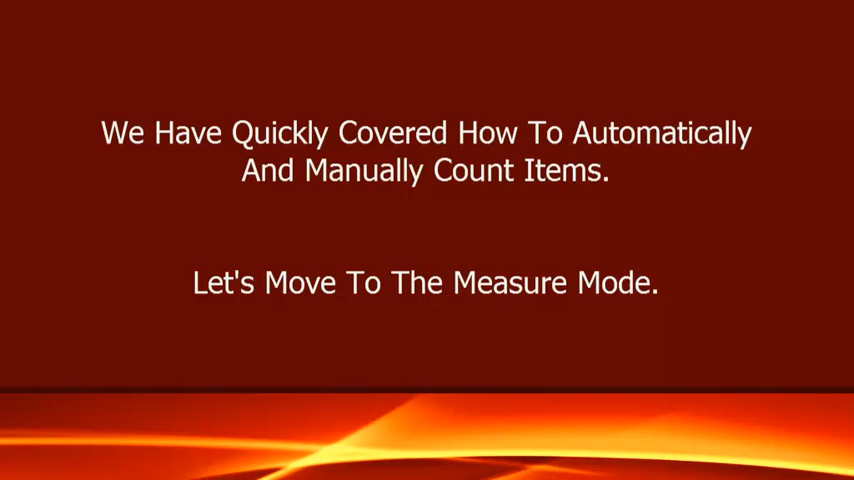 We Have Quickly Covered How To Automatically
And Manually Count Items.
Let's Move To The Measure Mode.